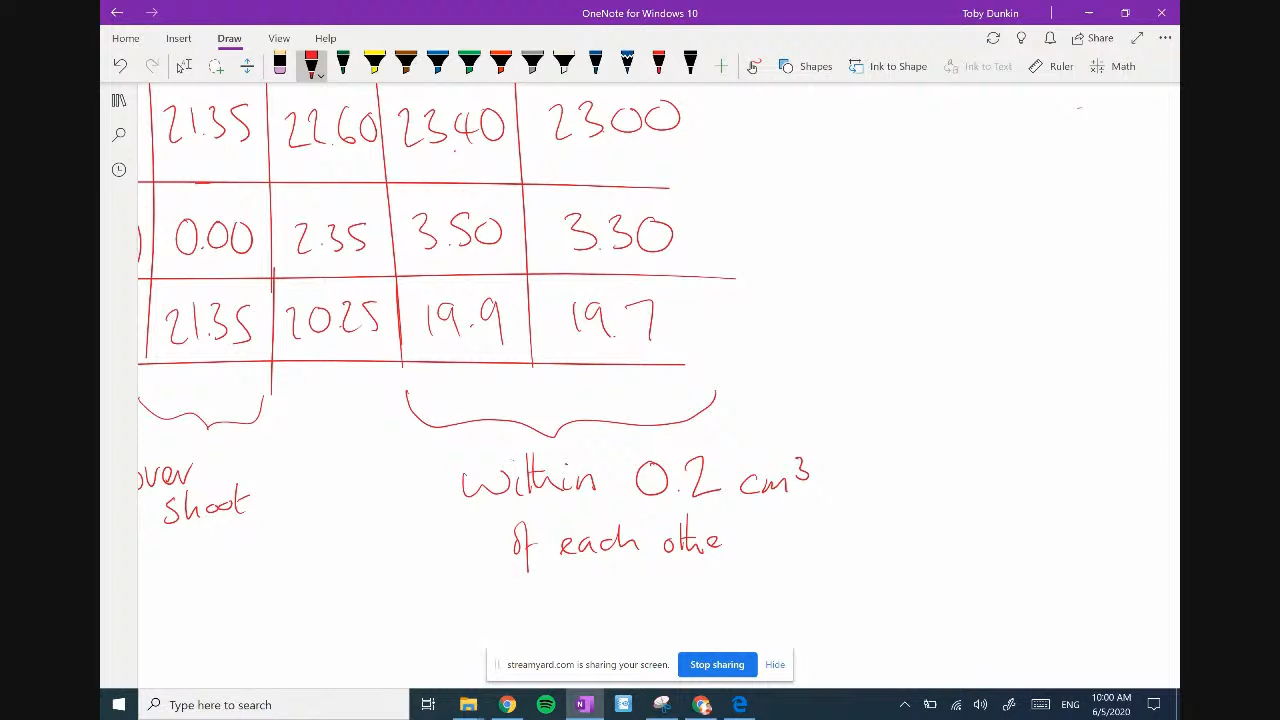 OneNote for Windows 10
Toby Dunkin
Home Insert Draw View Help
Share
Shapes Ink to Shape Ink to Text Ruler Math
21.35 22.60 23.40 23.00
0.00 2.35 3.50 3.30
21.35 20.25 19.9 19.7
over
shoot
within 0.2 cm³
of each othe
streamyard.com is sharing your screen. Stop sharing Hide
Type here to search
ENG
10:00 AM
6/5/2020